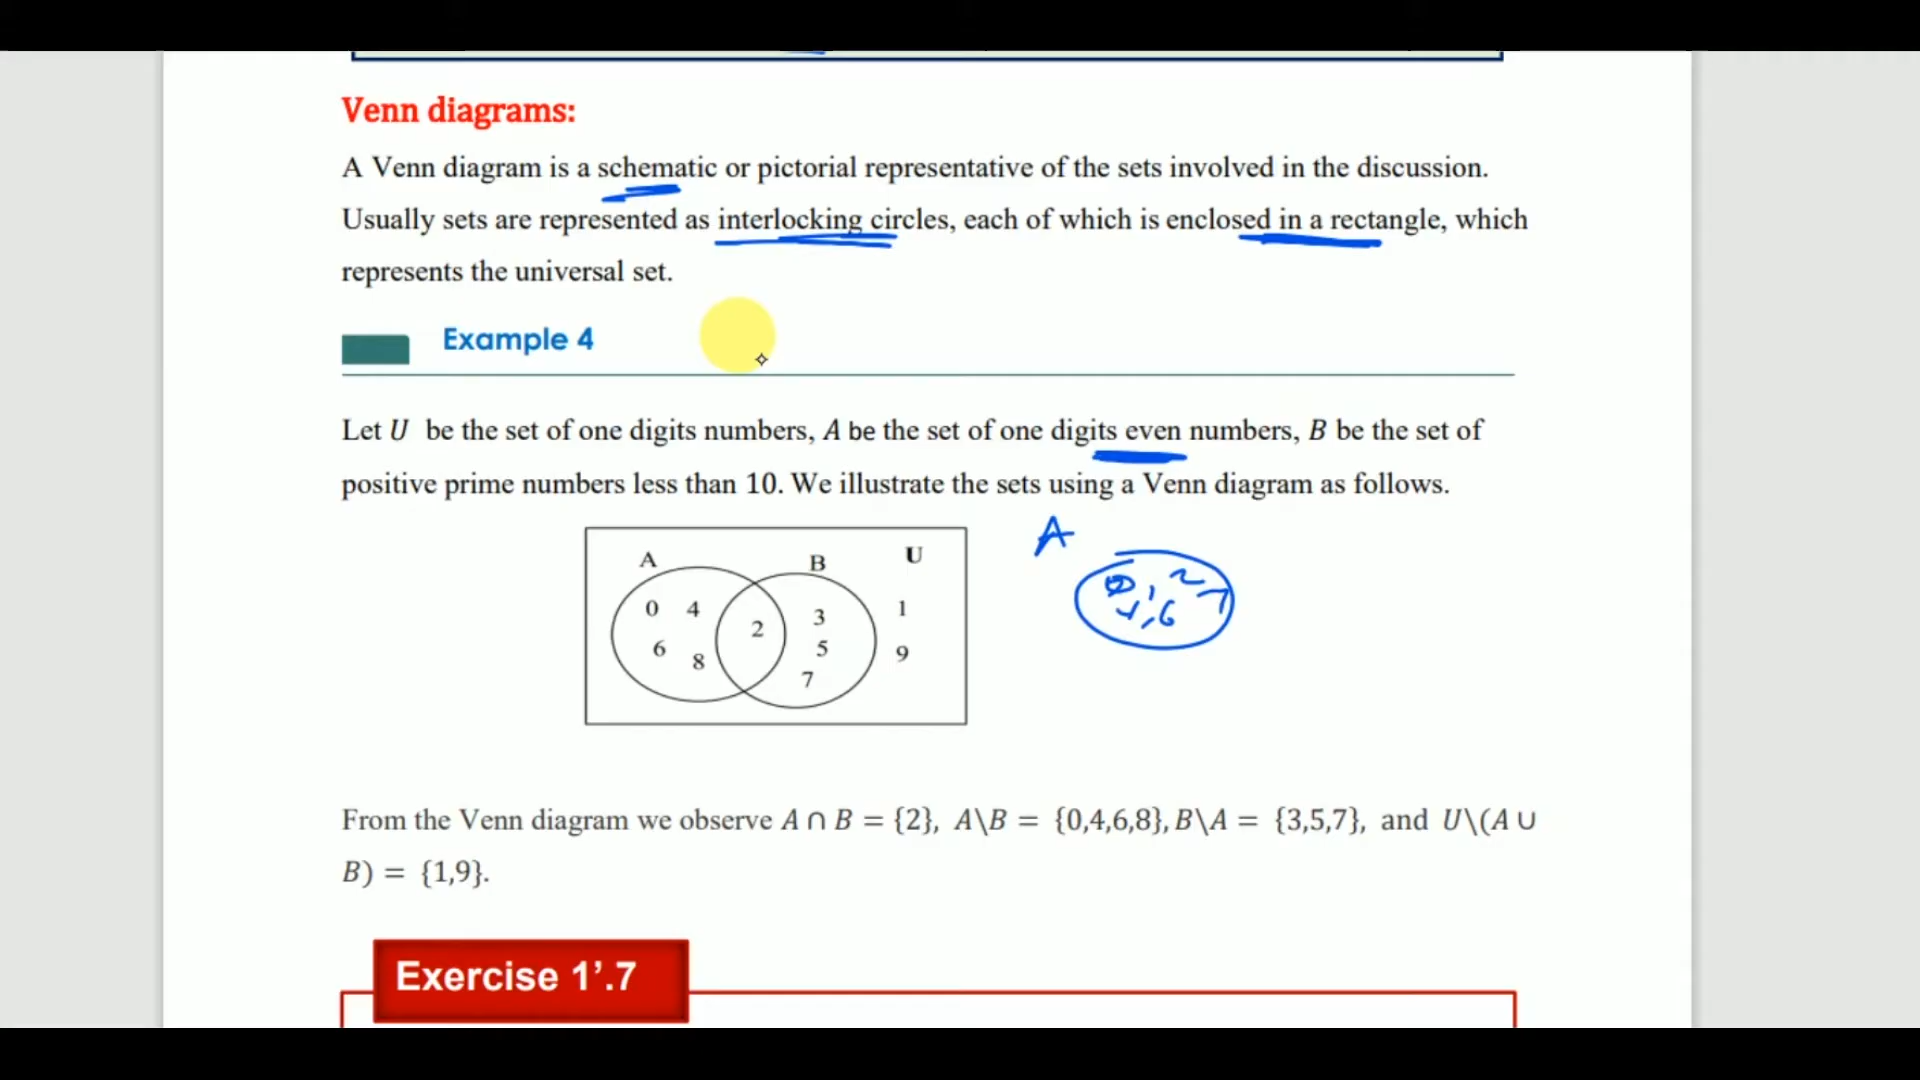 Venn diagrams:
A Venn diagram is a schematic or pictorial representative of the sets involved in the discussion.
Usually sets are represented as interlocking circles, each of which is enclosed in a rectangle, which
represents the universal set.
Example 4
Let U be the set of one digits numbers, A be the set of one digits even numbers, B be the set of
positive prime numbers less than 10. We illustrate the sets using a Venn diagram as follows.
A B U
0 4 2 3 1
6 8 5 9
7
A
2
6
From the Venn diagram we observe A ∩ B = {2}, A\B = {0,4,6,8}, B\A = {3,5,7}, and U\(A ∪
B) = {1,9}.
Exercise 1’.7